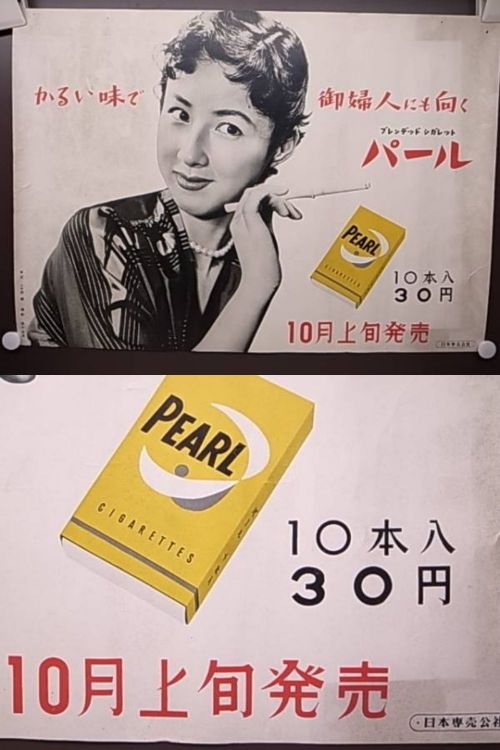 かるい味で
御婦人にも向く
ブレンデッド シガレット
パール
PEARL
CIGARETTES
10本入
30円
10月上旬発売
日本専売公社
PEARL
CIGARETTES
10本入
30円
10月上旬発売
日本専売公社